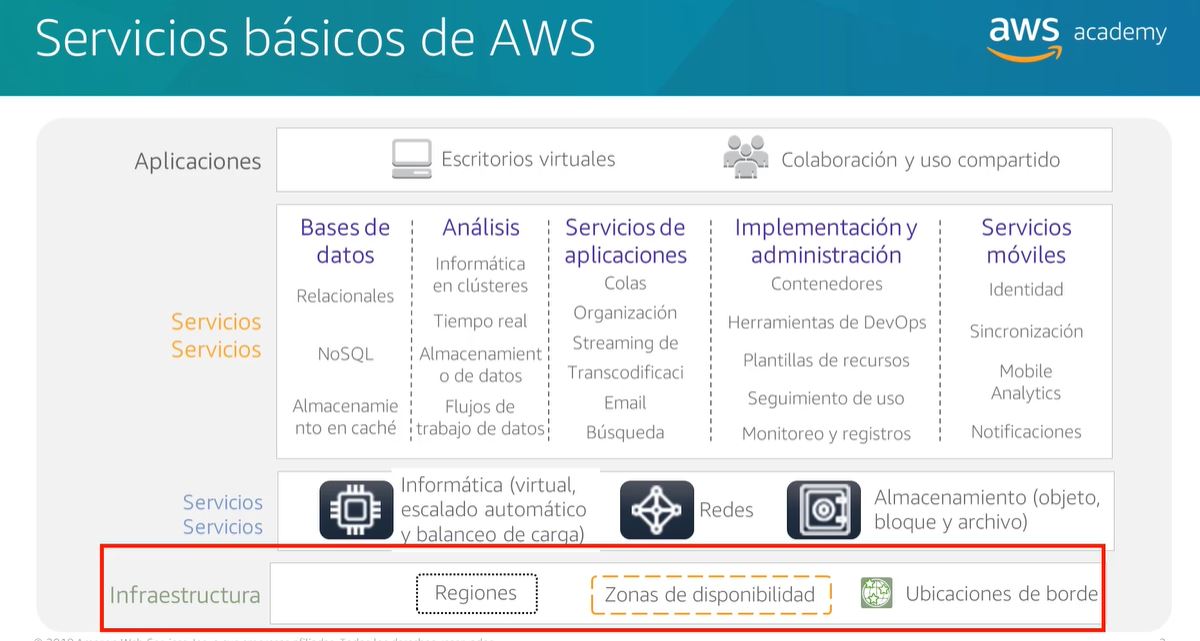 Servicios básicos de AWS
aws academy
Aplicaciones
Escritorios virtuales
Colaboración y uso compartido
Servicios
Servicios
Bases de
datos
Relacionales
NoSQL
Almacenamie
nto en caché
Análisis
Informática
en clústeres
Tiempo real
Almacenamient
o de datos
Flujos de
trabajo de datos
Servicios de
aplicaciones
Colas
Organización
Streaming de
Transcodificaci
Email
Búsqueda
Implementación y
administración
Contenedores
Herramientas de DevOps
Plantillas de recursos
Seguimiento de uso
Monitoreo y registros
Servicios
móviles
Identidad
Sincronización
Mobile
Analytics
Notificaciones
Servicios
Servicios
Informática (virtual,
escalado automático
y balanceo de carga)
Redes
Almacenamiento (objeto,
bloque y archivo)
Infraestructura
Regiones
Zonas de disponibilidad
Ubicaciones de borde